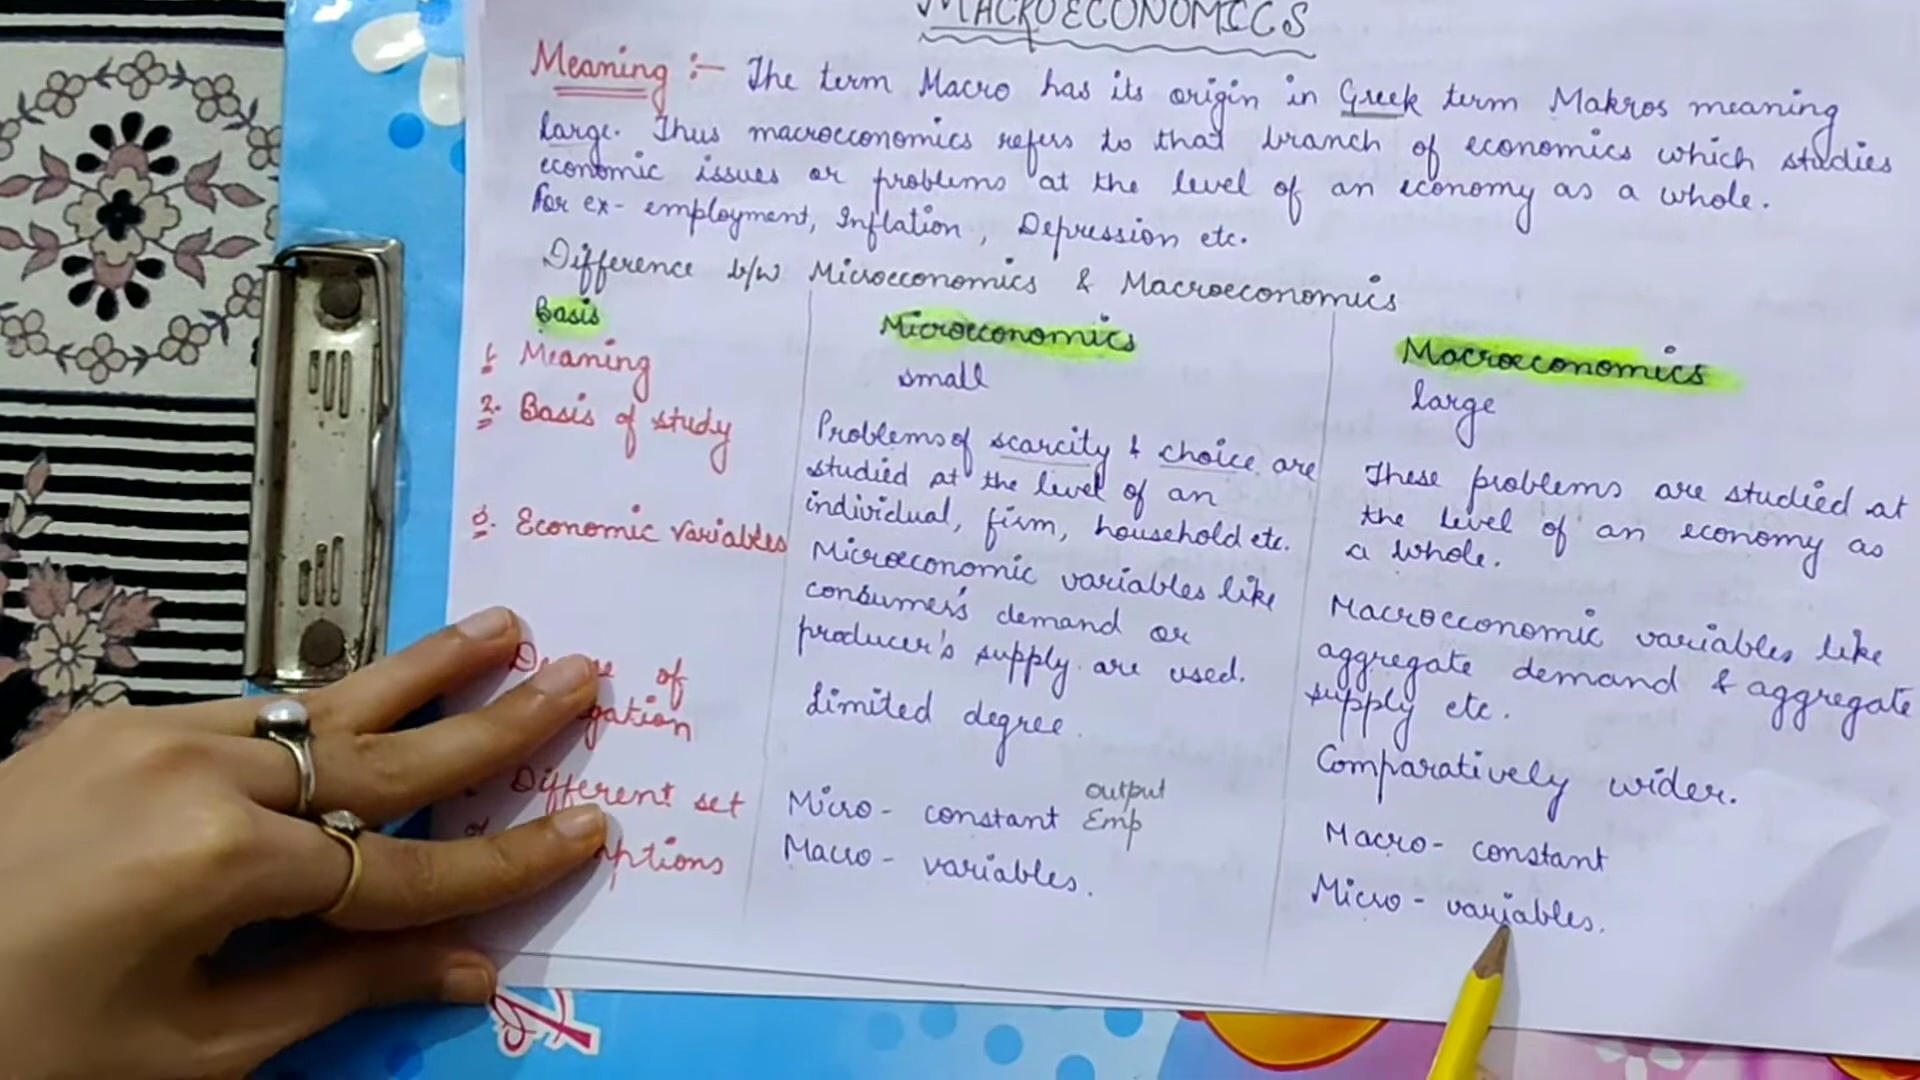 MACROECONOMICS
Meaning :- The term Macro has its origin in Greek term Makros meaning
large. Thus macroeconomics refers to that branch of economics which studies
economic issues or problems at the level of an economy as a whole.
For ex- employment, Inflation, Depression etc.
Difference b/w Microeconomics & Macroeconomics
Basis
Microeconomics
Macroeconomics
1. Meaning
small
large
2. Basis of study
Problems of scarcity & choice are
studied at the level of an
individual, firm, household etc.
These problems are studied at
the level of an economy as
a whole.
3. Economic variables
Microeconomic variables like
consumer's demand or
producer's supply are used.
Macroeconomic variables like
aggregate demand & aggregate
supply etc.
of
Limited degree.
Comparatively wider.
Different set
of
Micro - constant
output
Emp
Macro - variables.
Macro - constant
Micro - variables.